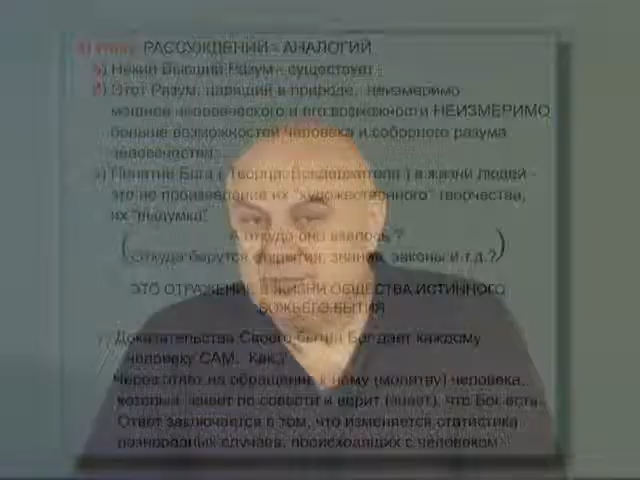 РАССУЖДЕНИЙ - АНАЛОГИЙ
Некий Высший Разум - существует.
Этот Разум, царящий в природе, неизмеримо
мощнее человеческого и его возможности НЕИЗМЕРИМО
больше возможностей человека и соборного разума
человечества.
Понятие Бога ( Творца, Вседержителя ) в жизни людей -
это не произведение их "художественного" творчества,
их "выдумка"
А откуда оно взялось ?
(Откуда берутся открытия, знания, законы и т.д.?)
ЭТО ОТРАЖЕНИЕ В ЖИЗНИ ОБЩЕСТВА ИСТИННОГО
БОЖЬЕГО БЫТИЯ
Доказательства Своего бытия Бог дает каждому
человеку САМ. Как ?
Через ответ на обращение к нему (молитву) человека,
который живет по совести и верит (знает), что Бог есть.
Ответ заключается в том, что изменяется статистика
разнородных случаев, происходящих с человеком